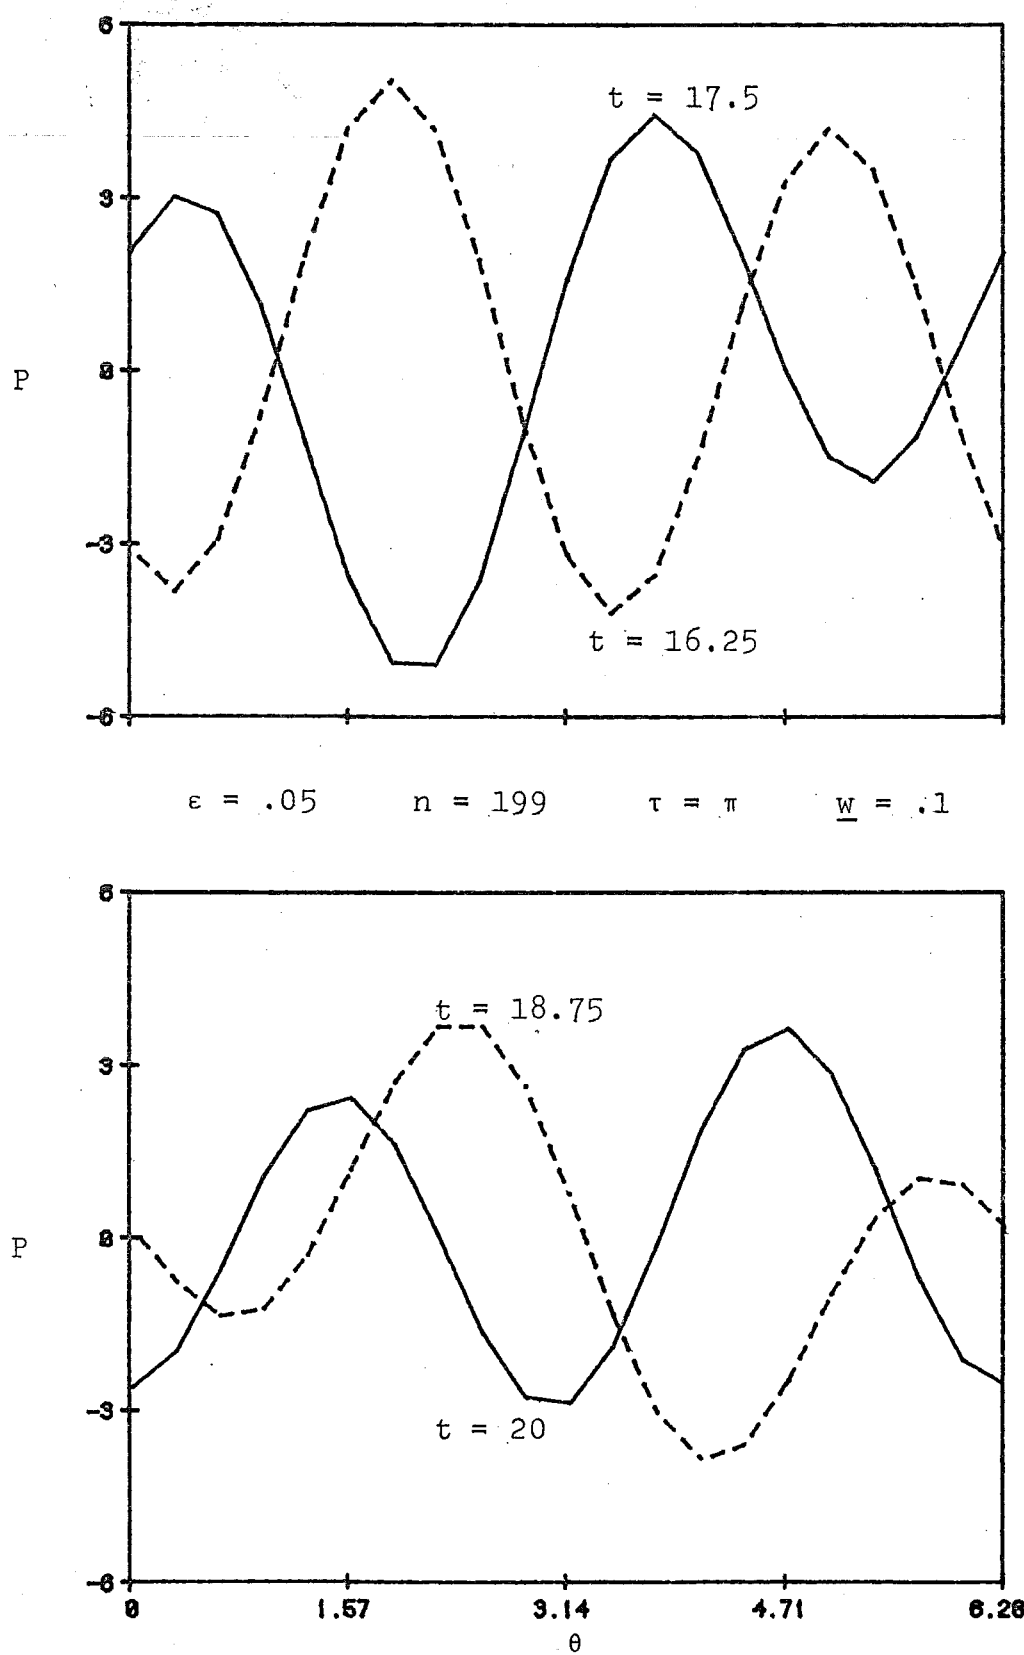 6
t = 17.5
3
P
0
-3
t = 16.25
-6
ε = .05 n = 199 τ = π w = .1
6
t = 18.75
3
P
0
-3
t = 20
-6
0 1.57 3.14 4.71 6.28
θ